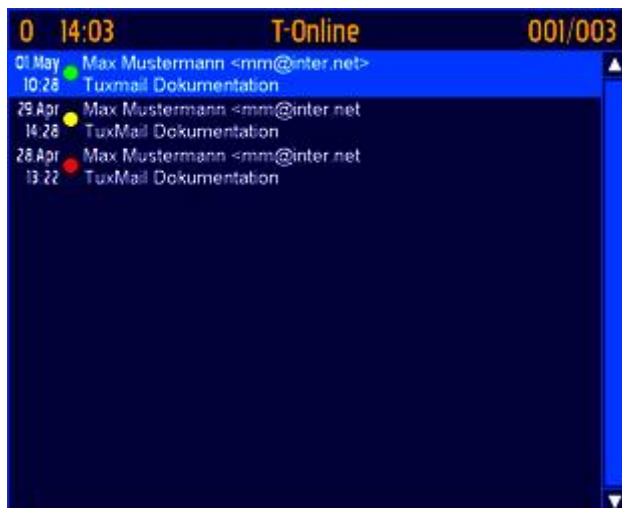 0 14:03 T-Online 001/003
01.May Max Mustermann <mm@inter.net>
10:28 Tuxmail Dokumentation
29.Apr Max Mustermann <mm@inter.net
14:28 TuxMail Dokumentation
28.Apr Max Mustermann <mm@inter.net
13:22 TuxMail Dokumentation